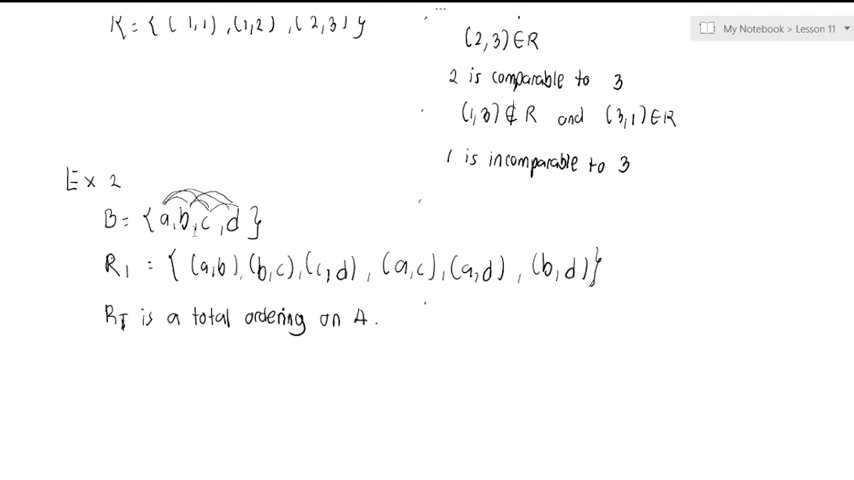 R = { (1,1), (1,2), (2,3) }
...
My Notebook > Lesson 11
(2,3) ∈ R
2 is comparable to 3
(1,3) ∉ R and (3,1) ∈ R
1 is incomparable to 3
Ex 2
B = { a, b, c, d }
R1 = { (a,b), (b,c), (c,d), (a,c), (a,d), (b,d) }
RI is a total ordering on A.